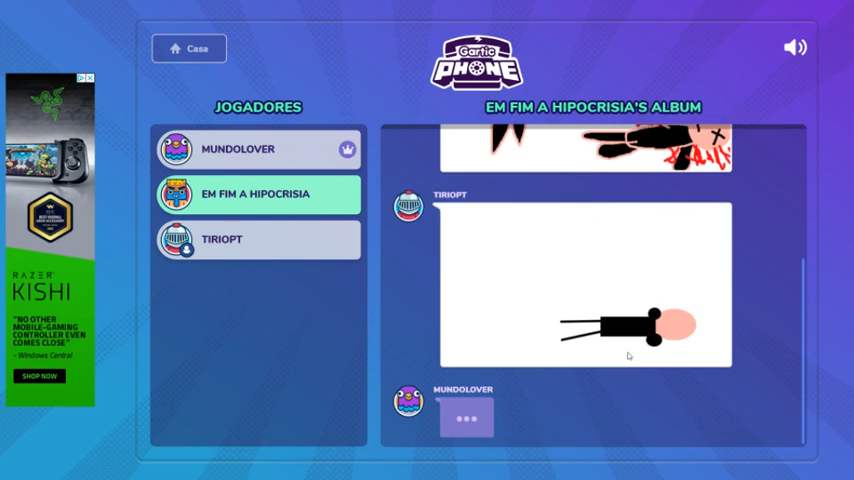 Casa
Gartic
PHONE
JOGADORES
EM FIM A HIPOCRISIA'S ALBUM
MUNDOLOVER
EM FIM A HIPOCRISIA
TIRIOPT
TIRIOPT
MUNDOLOVER
RAZER
KISHI
"NO OTHER
MOBILE-GAMING
CONTROLLER EVEN
COMES CLOSE"
- Windows Central
SHOP NOW